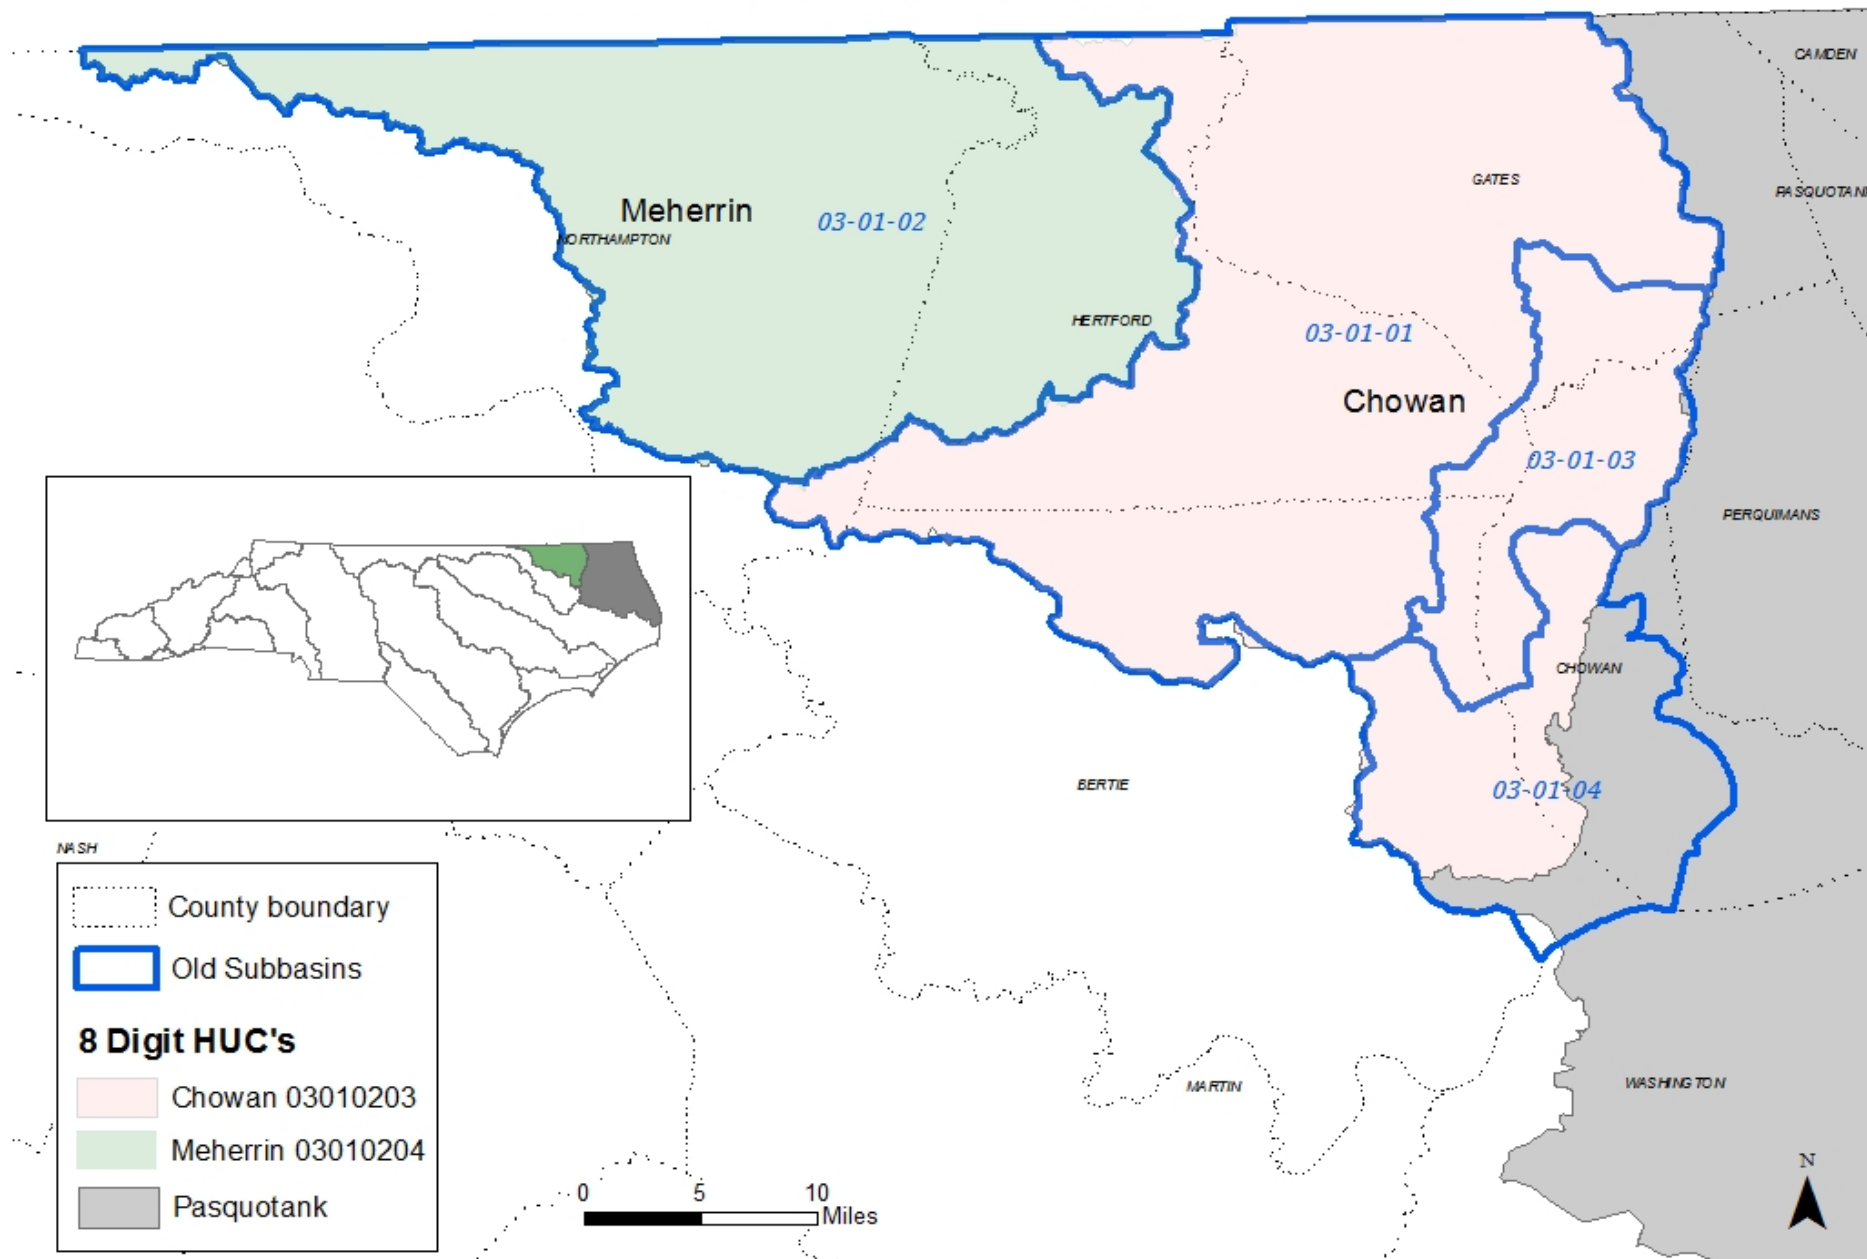 CAMDEN
GATES
PASQUOTAN
Meherrin
03-01-02
NORTHAMPTON
HERTFORD
03-01-01
Chowan
03-01-03
PERQUIMANS
CHOWAN
BERTIE
03-01-04
NASH
County boundary
Old Subbasins
8 Digit HUC's
Chowan 03010203
Meherrin 03010204
Pasquotank
0 5 10
Miles
MARTIN
WASHINGTON
N